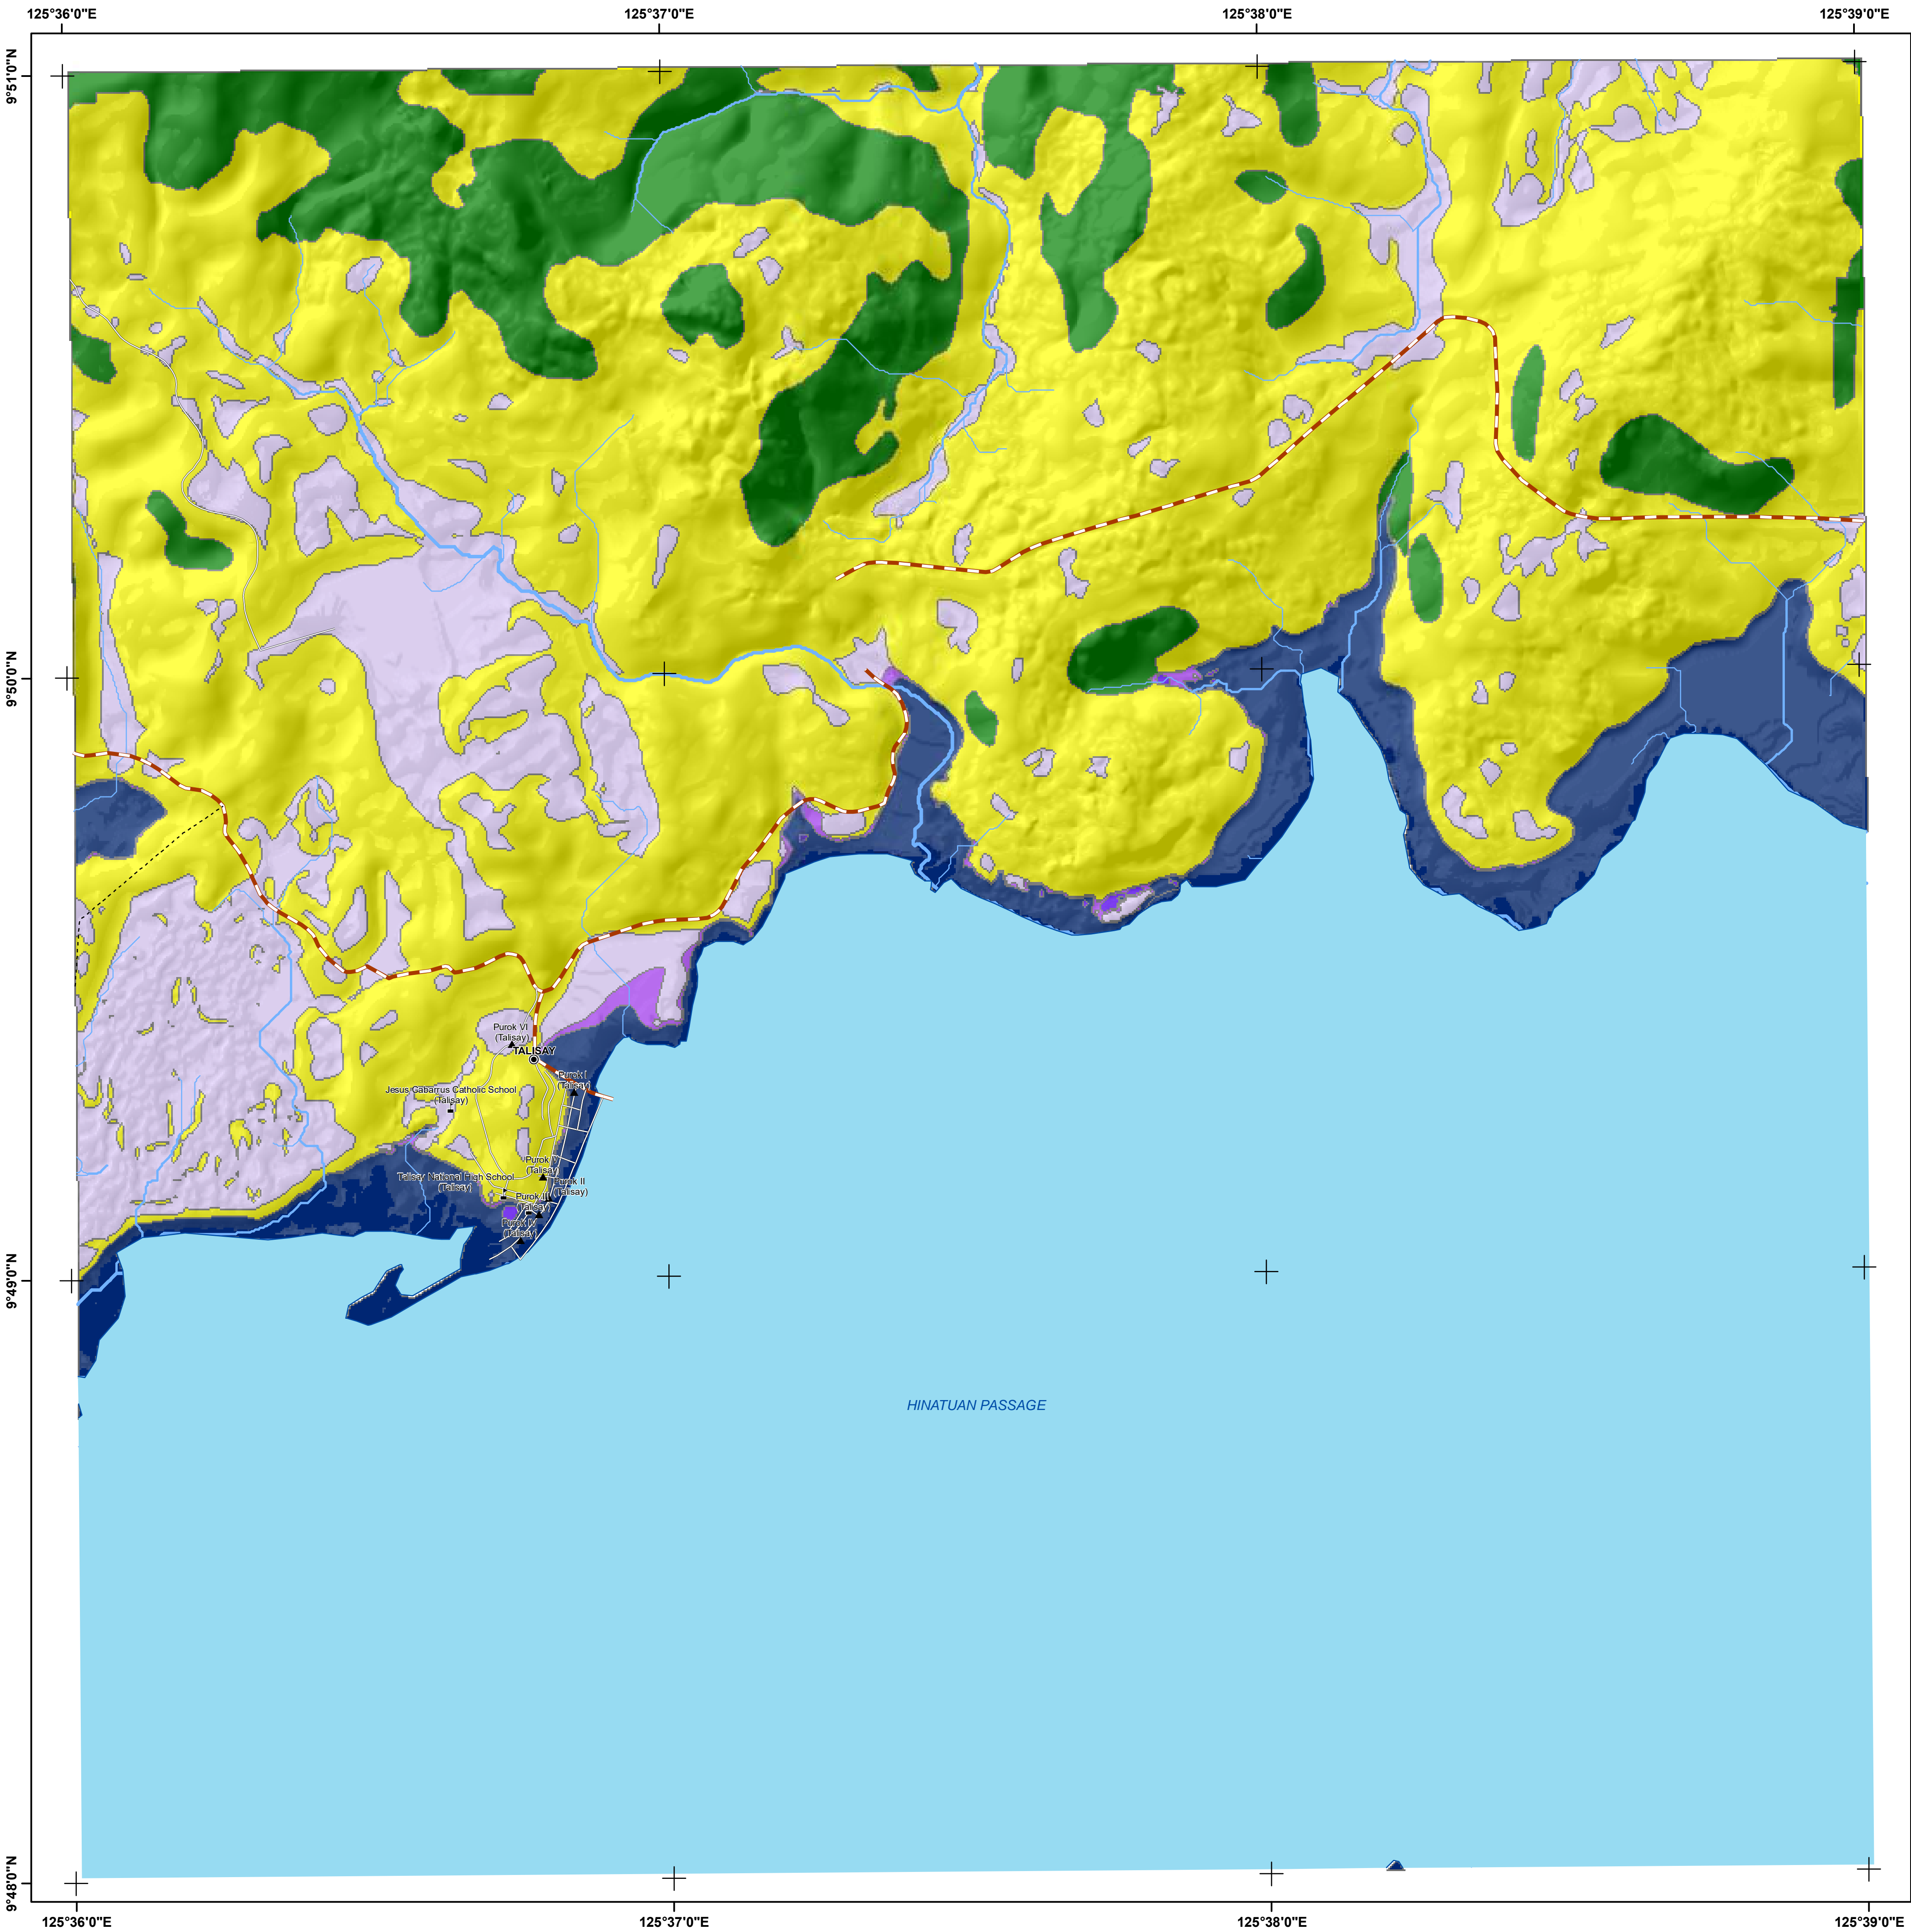 125°36'0"E
125°37'0"E
125°38'0"E
125°39'0"E
9°51'0"N
9°50'0"N
Purok VI
(Talisay)
TALISAY
Purok I
(Talisay)
Jesus Gabarrus Catholic School
(Talisay)
Purok
(Talisay)
Talisay National High School
(Talisay)
Purok II
(Talisay)
Purok
(Talisay)
Purok
(Talisay)
9°49'0"N
HINATUAN PASSAGE
9°48'0"N
125°36'0"E
125°37'0"E
125°38'0"E
125°39'0"E